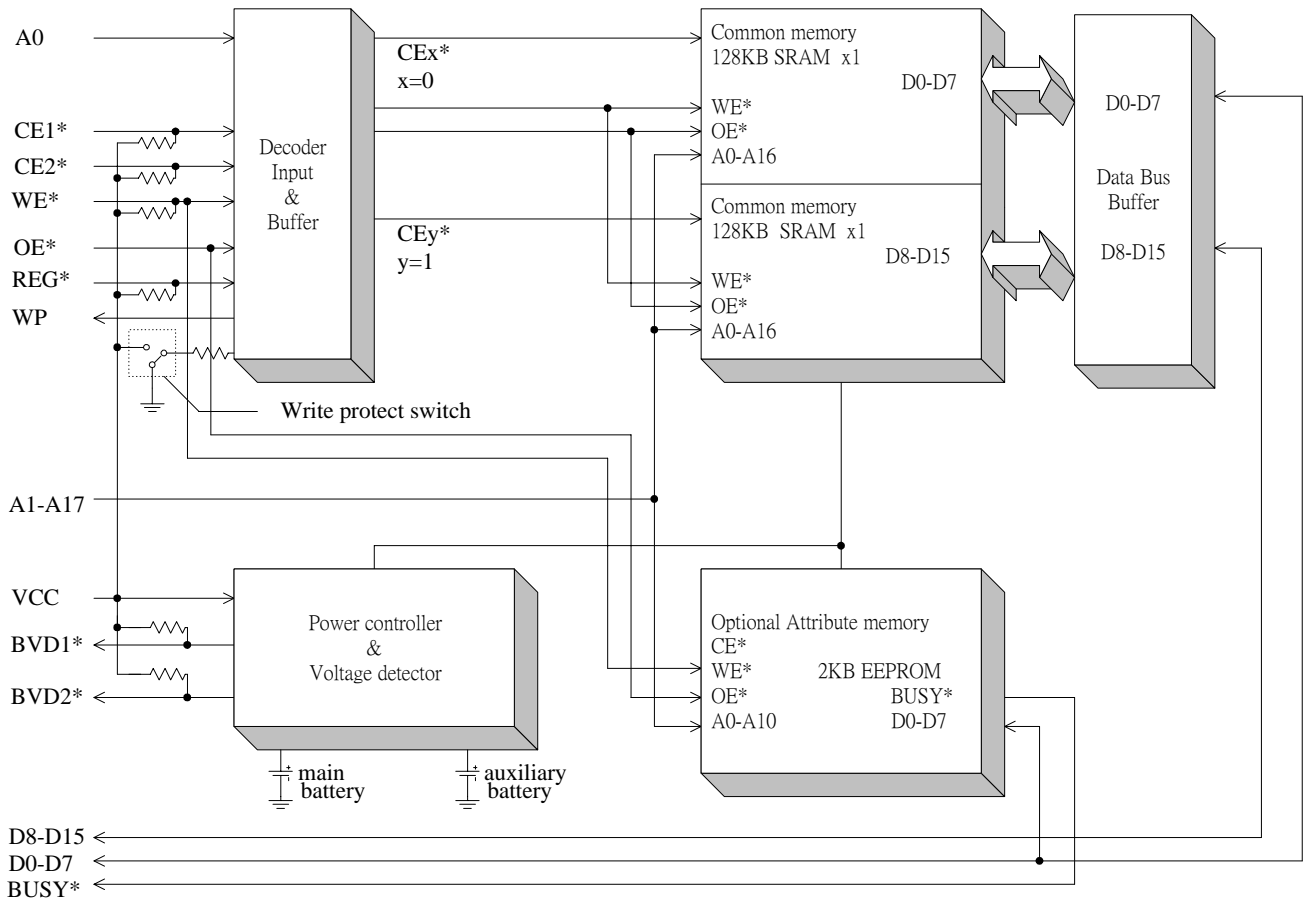 A0
CE1*
CE2*
WE*
OE*
REG*
WP
Decoder
Input
&
Buffer
CEx*
x=0
CEy*
y=1
Common memory
128KB SRAM x1
D0-D7
WE*
OE*
A0-A16
Common memory
128KB SRAM x1
D8-D15
WE*
OE*
A0-A16
D0-D7
Data Bus
Buffer
D8-D15
Write protect switch
A1-A17
VCC
BVD1*
BVD2*
Power controller
&
Voltage detector
main
battery
auxiliary
battery
Optional Attribute memory
CE*
WE* 2KB EEPROM
OE* BUSY*
A0-A10 D0-D7
D8-D15
D0-D7
BUSY*